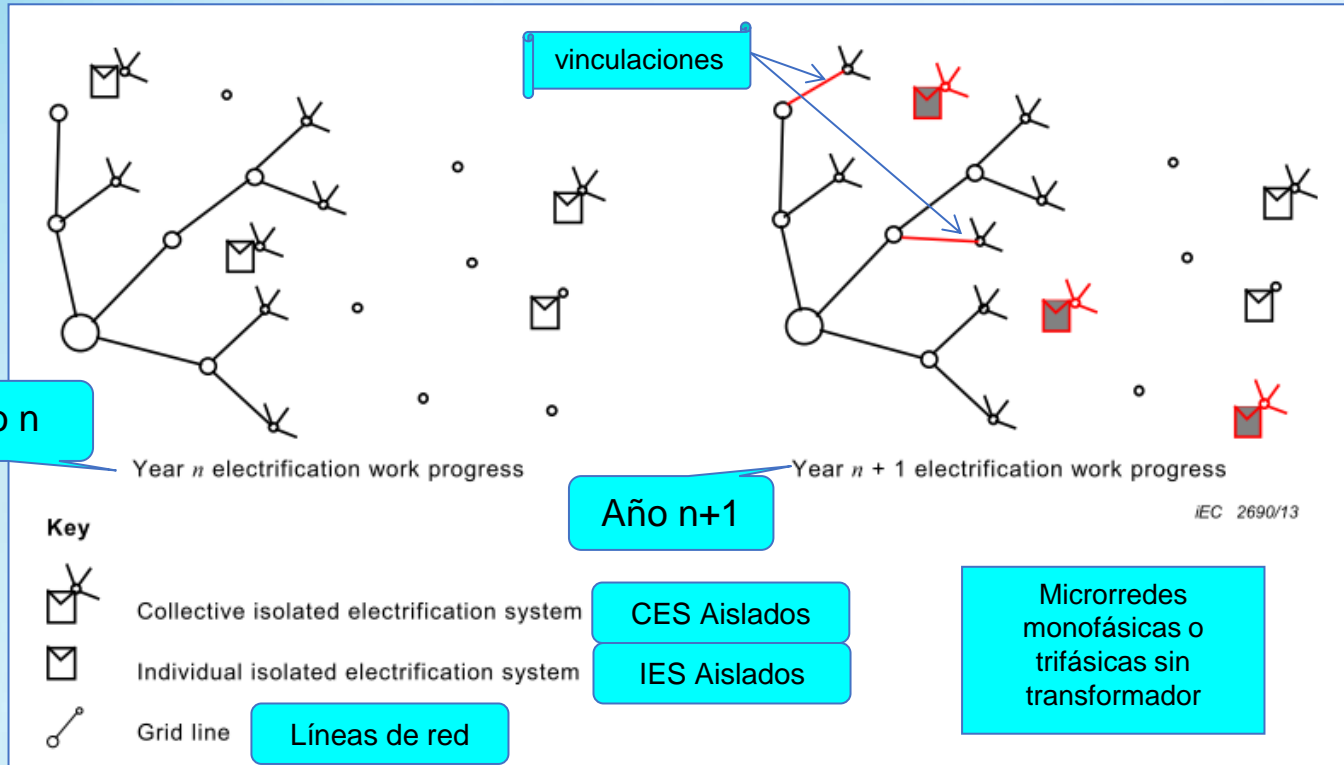 vinculaciones
o n
Year n electrification work progress
Year n + 1 electrification work progress
Año n+1
iEC 2690/13
Key
Collective isolated electrification system
CES Aislados
Individual isolated electrification system
IES Aislados
Grid line
Líneas de red
Microrredes
monofásicas o
trifásicas sin
transformador